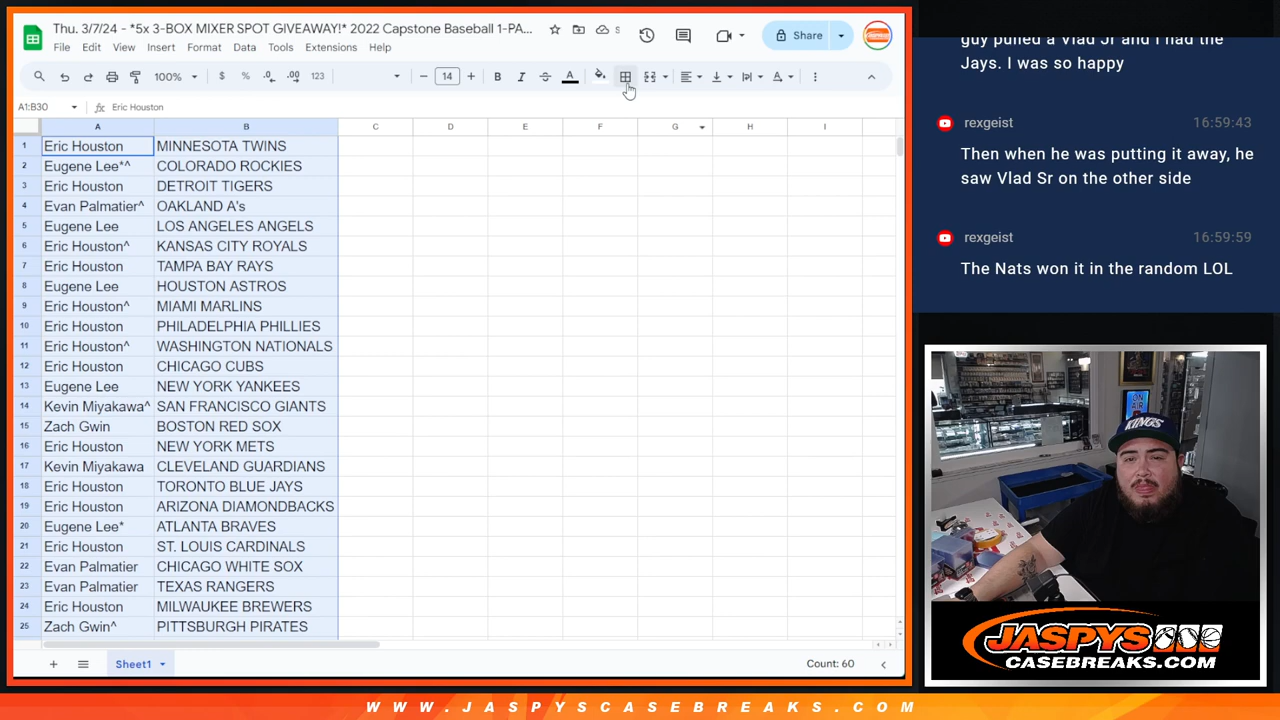 Thu. 3/7/24 - *5x 3-BOX MIXER SPOT GIVEAWAY!* 2022 Capstone Baseball 1-PA...
S
File Edit View Insert Format Data Tools Extensions Help
Share
100% $ % .0 .00 123 14 B I S A
A1:B30 fx Eric Houston
A B C D E F G H I
1 Eric Houston MINNESOTA TWINS
2 Eugene Lee*^ COLORADO ROCKIES
3 Eric Houston DETROIT TIGERS
4 Evan Palmatier^ OAKLAND A's
5 Eugene Lee LOS ANGELES ANGELS
6 Eric Houston^ KANSAS CITY ROYALS
7 Eric Houston TAMPA BAY RAYS
8 Eugene Lee HOUSTON ASTROS
9 Eric Houston^ MIAMI MARLINS
10 Eric Houston PHILADELPHIA PHILLIES
11 Eric Houston^ WASHINGTON NATIONALS
12 Eric Houston CHICAGO CUBS
13 Eugene Lee NEW YORK YANKEES
14 Kevin Miyakawa^ SAN FRANCISCO GIANTS
15 Zach Gwin BOSTON RED SOX
16 Eric Houston NEW YORK METS
17 Kevin Miyakawa CLEVELAND GUARDIANS
18 Eric Houston TORONTO BLUE JAYS
19 Eric Houston ARIZONA DIAMONDBACKS
20 Eugene Lee* ATLANTA BRAVES
21 Eric Houston ST. LOUIS CARDINALS
22 Evan Palmatier CHICAGO WHITE SOX
23 Evan Palmatier TEXAS RANGERS
24 Eric Houston MILWAUKEE BREWERS
25 Zach Gwin^ PITTSBURGH PIRATES
Sheet1
Count: 60
guy pulled a Vlad Jr and I had the
Jays. I was so happy
rexgeist 16:59:43
Then when he was putting it away, he
saw Vlad Sr on the other side
rexgeist 16:59:59
The Nats won it in the random LOL
ON
AIR
KINGS
JASPYS
CASEBREAKS.COM
WWW.JASPYSCASEBREAKS.COM